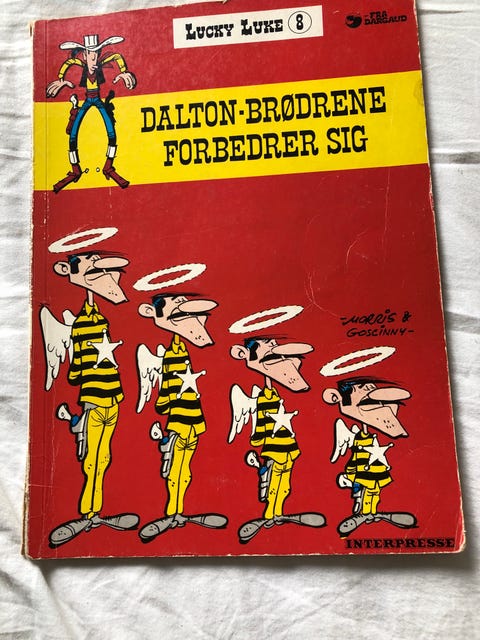 LUCKY LUKE 8
-FRA
DARGAUD
DALTON-BRØDRENE
FORBEDRER SIG
-MORRIS &
GOSCINNY-
INTERPRESSE